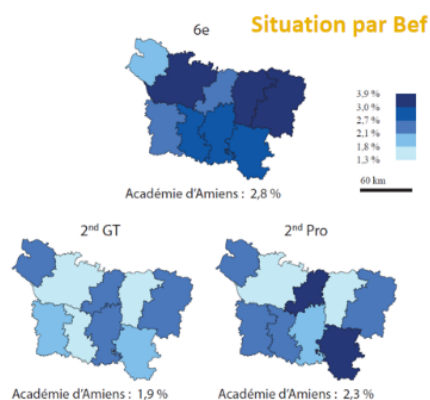 Situation par Bef
6e
3,9 %
3,0 %
2,7 %
2,1 %
1,8 %
1,3 %
60 km
Académie d'Amiens : 2,8 %
2nd GT
2nd Pro
Académie d'Amiens : 1,9 %
Académie d'Amiens : 2,3 %